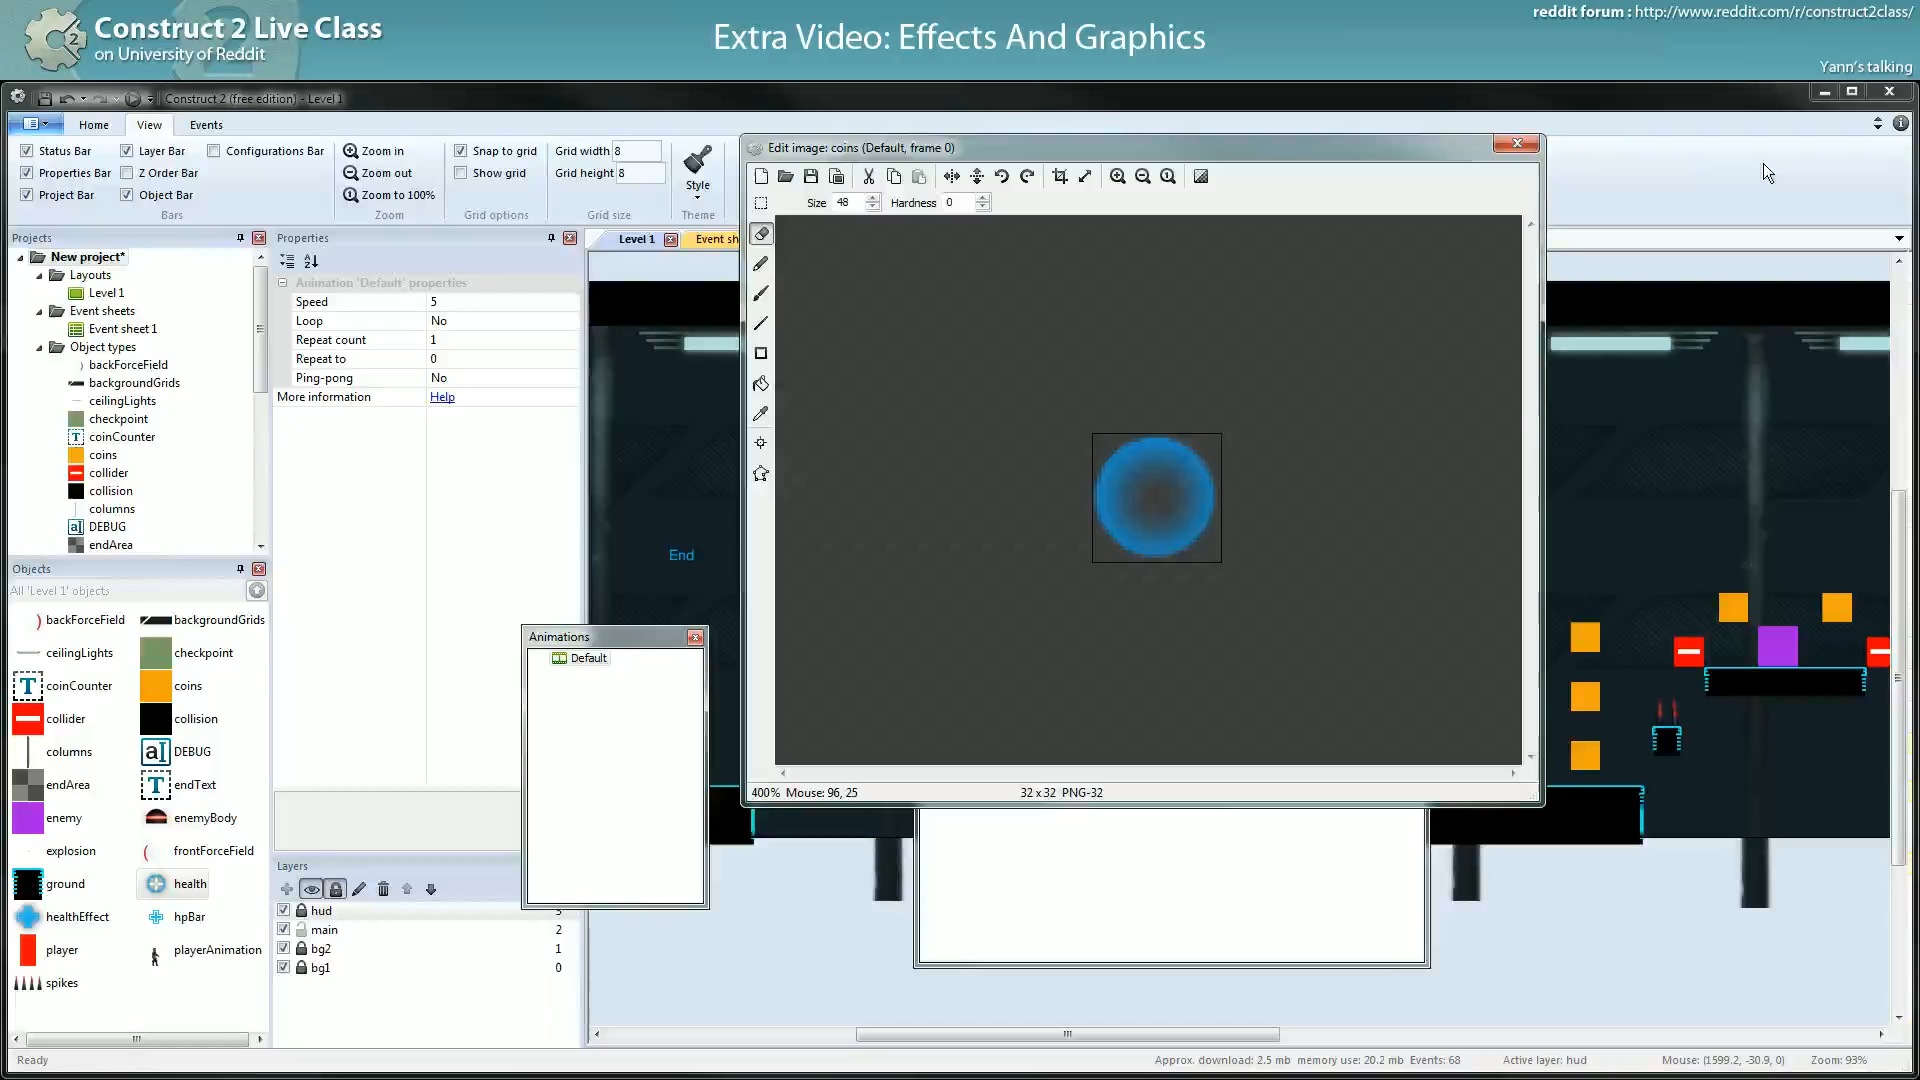 Construct 2 Live Class
on University of Reddit
Extra Video: Effects And Graphics
reddit forum : http://www.reddit.com/r/construct2class/
Yann's talking
Construct 2 (free edition) - Level 1
Home View Events
Status Bar Layer Bar Configurations Bar
Properties Bar Z Order Bar
Project Bar Object Bar
Bars
Zoom in
Zoom out
Zoom to 100%
Zoom
Snap to grid
Show grid
Grid options
Grid width 8
Grid height 8
Grid size
Style
Theme
Edit image: coins (Default, frame 0)
Size 48 Hardness 0
Projects
New project*
Layouts
Level 1
Event sheets
Event sheet 1
Object types
backForceField
backgroundGrids
ceilingLights
checkpoint
coinCounter
coins
collider
collision
columns
DEBUG
endArea
Properties
Animation 'Default' properties
Speed 5
Loop No
Repeat count 1
Repeat to 0
Ping-pong No
More information Help
Level 1 Event sh
End
Animations
Default
400% Mouse: 96, 25 32 x 32 PNG-32
Objects
All 'Level 1' objects
backForceField backgroundGrids
ceilingLights checkpoint
coinCounter coins
collider collision
columns DEBUG
endArea endText
enemy enemyBody
explosion frontForceField
ground health
healthEffect hpBar
player playerAnimation
spikes
Layers
hud 3
main 2
bg2 1
bg1 0
Ready
Approx. download: 2.5 mb memory use: 20.2 mb Events: 68 Active layer: hud Mouse: (1599.2, -30.9, 0) Zoom: 93%